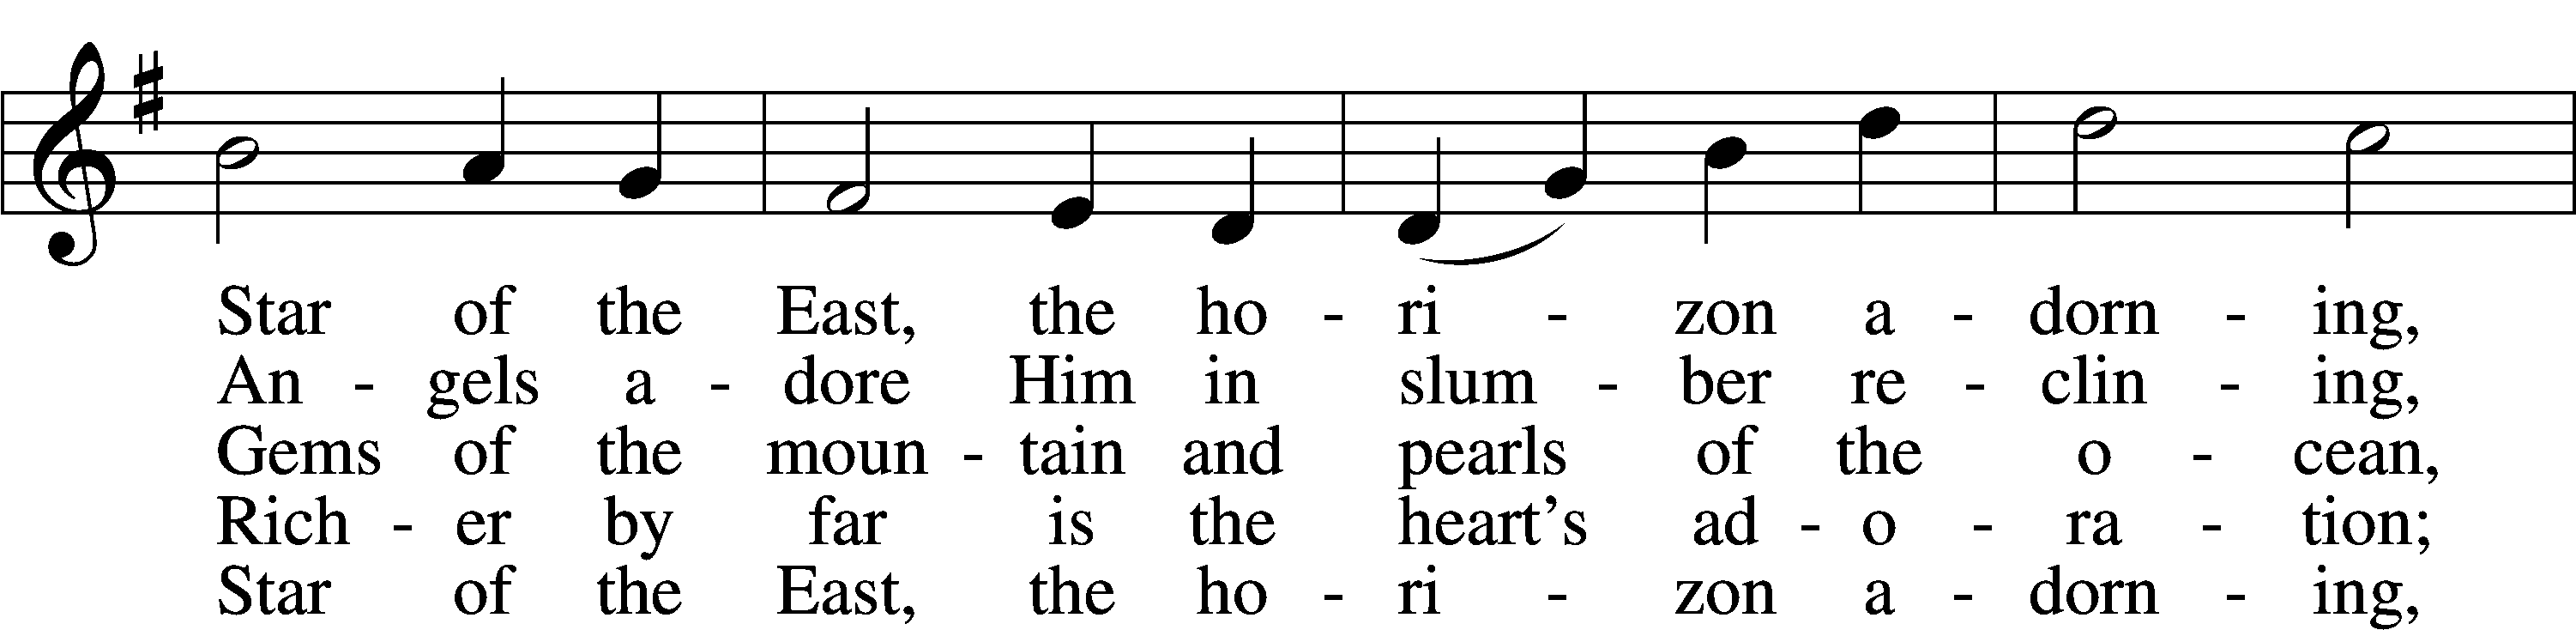 Star of the East, the ho - ri - zon a - dorn - ing,
An - gels a - dore Him in slum - ber re - clin - ing,
Gems of the moun - tain and pearls of the o - cean,
Rich - er by far is the heart's ad - o - ra - tion;
Star of the East, the ho - ri - zon a - dorn - ing,